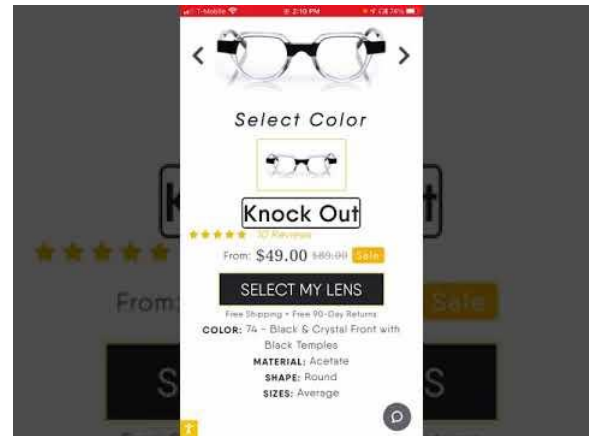 T-Mobile 2:10 PM 74%
Select Color
Knock Out
10 Reviews
From: $49.00 $89.00 Sale
SELECT MY LENS
Free Shipping + Free 90-Day Returns
COLOR: 74 - Black & Crystal Front with
Black Temples
MATERIAL: Acetate
SHAPE: Round
SIZES: Average